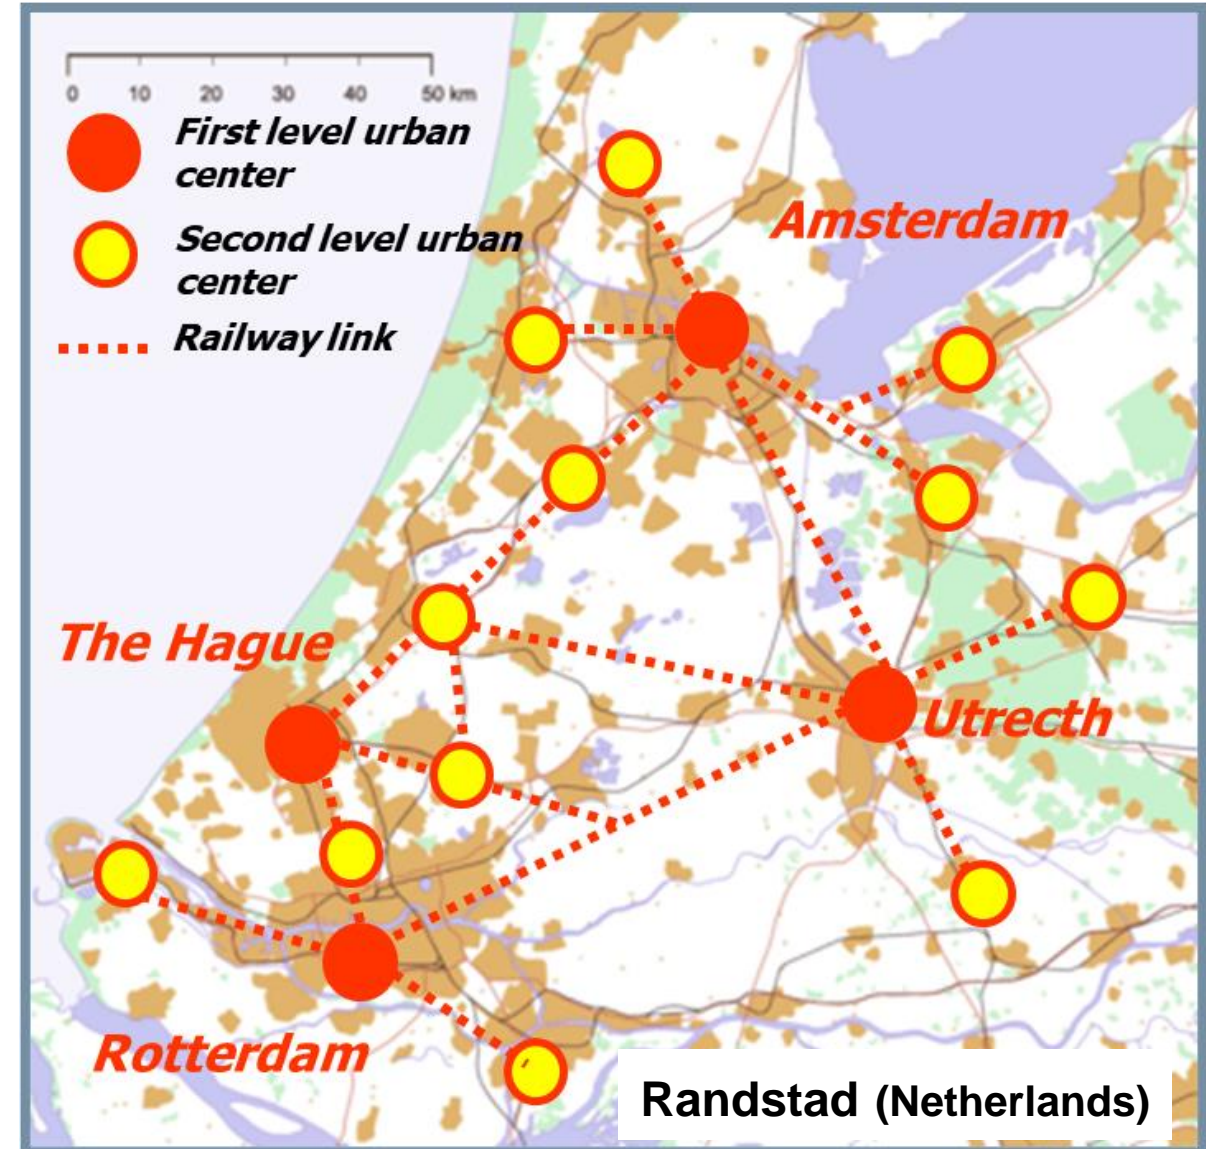 0 10 20 30 40 50 km
First level urban
center
Second level urban
center
Railway link
Amsterdam
The Hague
Utrecth
Rotterdam
Randstad (Netherlands)